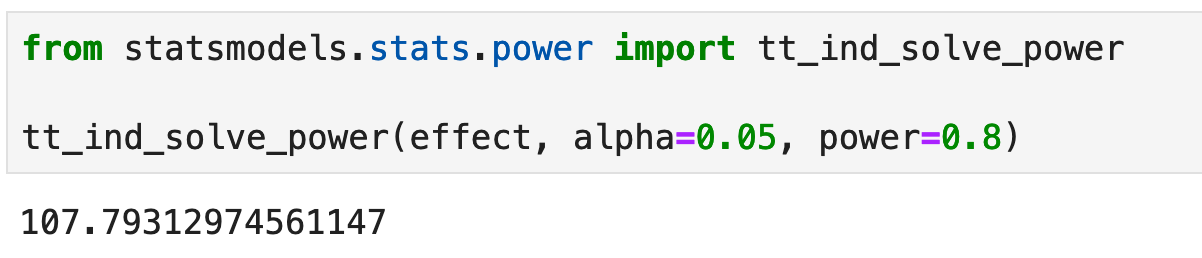 from statsmodels.stats.power import tt_ind_solve_power
tt_ind_solve_power(effect, alpha=0.05, power=0.8)
107.79312974561147